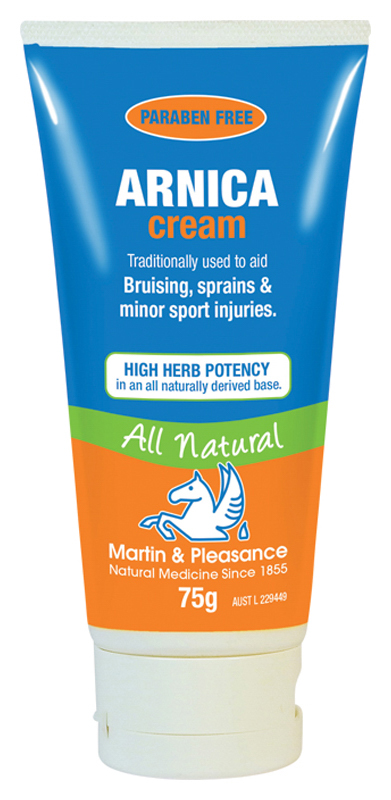 PARABEN FREE
ARNICA
cream
Traditionally used to aid
Bruising, sprains &
minor sport injuries.
HIGH HERB POTENCY
in an all naturally derived base.
All Natural
Martin & Pleasance
Natural Medicine Since 1855
75g AUST L 229449